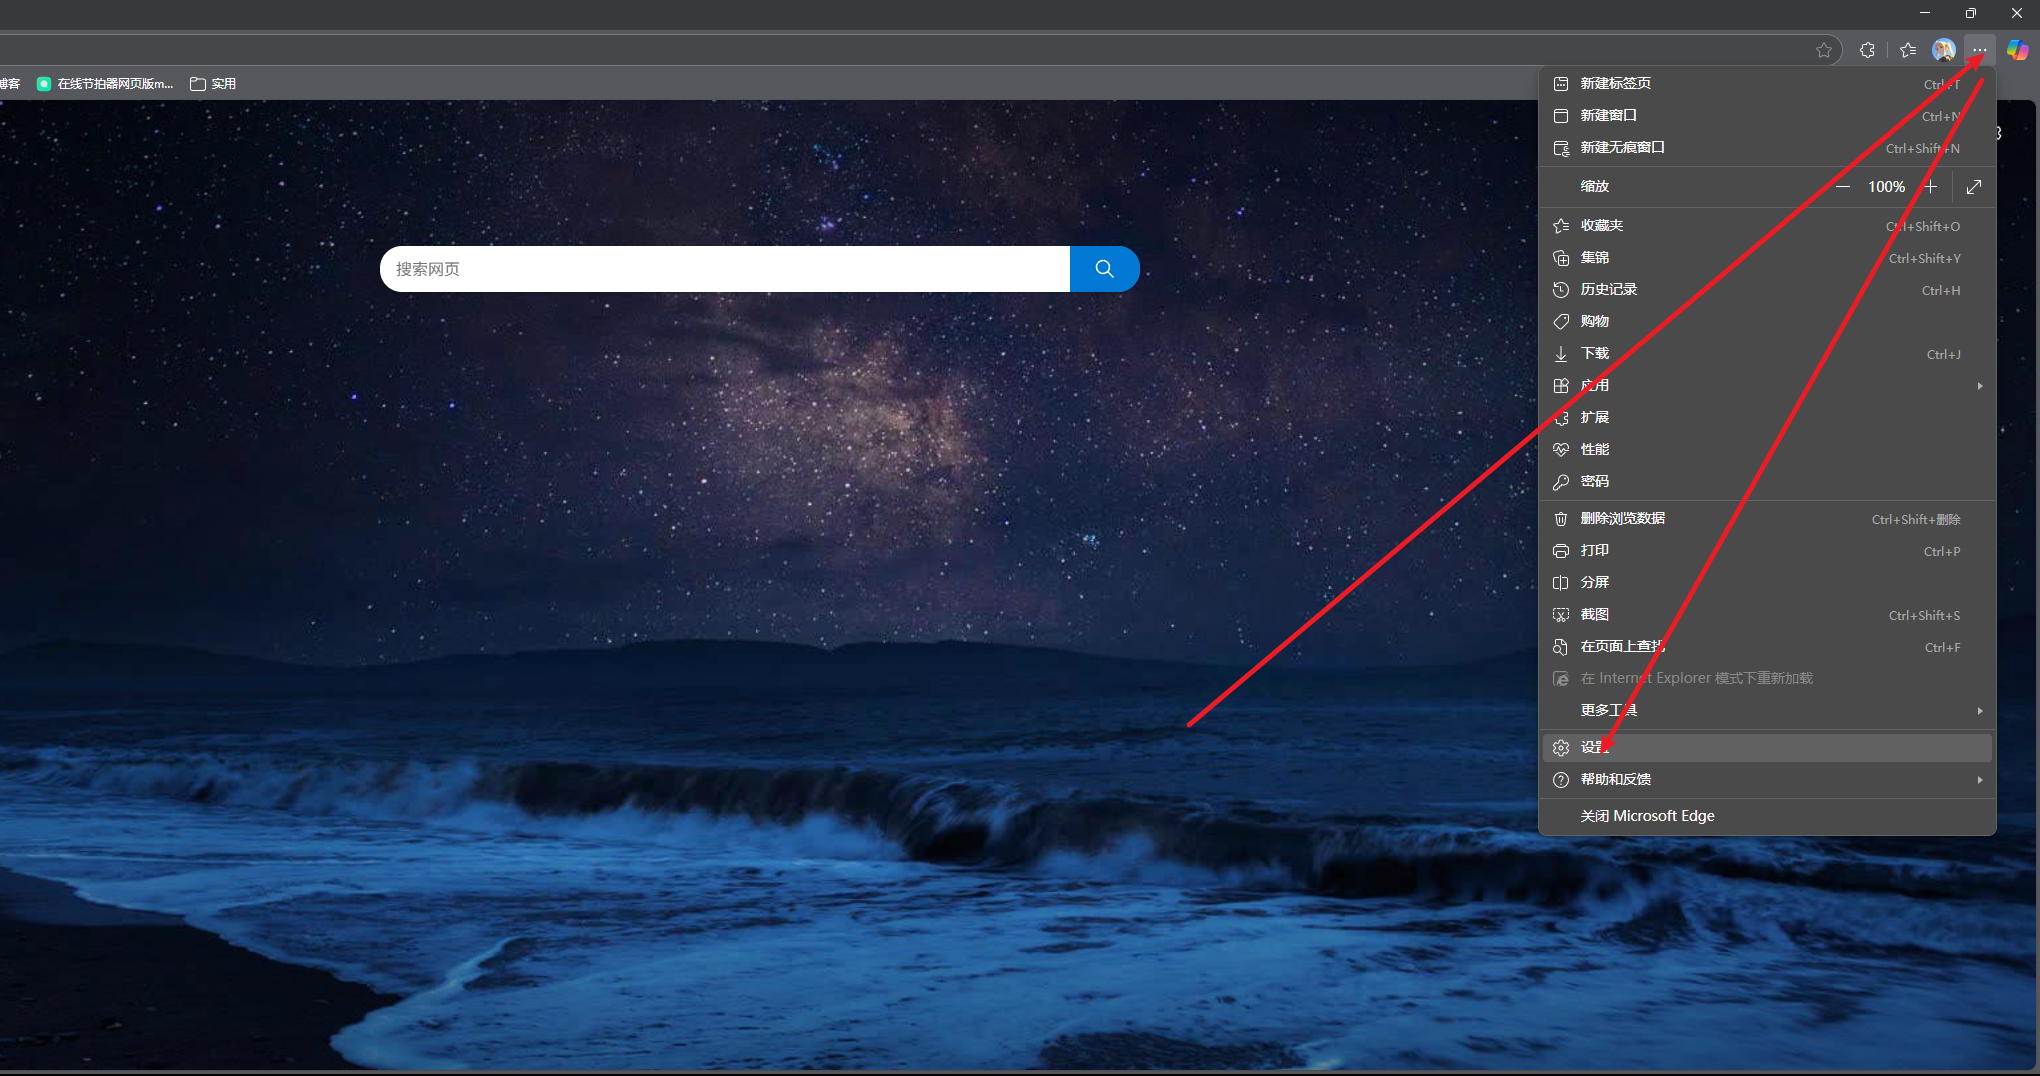 博客
在线节拍器网页版m...
实用
搜索网页
新建标签页 Ctrl+T
新建窗口 Ctrl+N
新建无痕窗口 Ctrl+Shift+N
缩放 100%
收藏夹 Ctrl+Shift+O
集锦 Ctrl+Shift+Y
历史记录 Ctrl+H
购物
下载 Ctrl+J
应用
扩展
性能
密码
删除浏览数据 Ctrl+Shift+删除
打印 Ctrl+P
分屏
截图 Ctrl+Shift+S
在页面上查找 Ctrl+F
在 Internet Explorer 模式下重新加载
更多工具
设置
帮助和反馈
关闭 Microsoft Edge